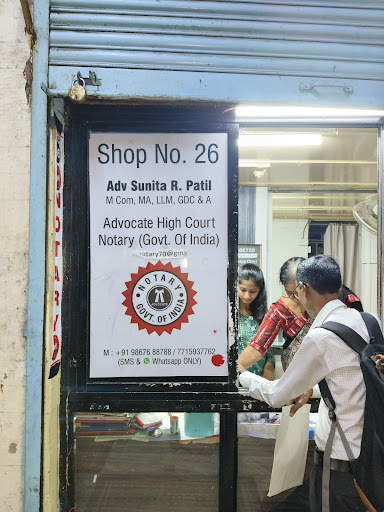 Shop No. 26
Adv Sunita R. Patil
M Com, MA, LLM, GDC & A
Advocate High Court
Notary (Govt. Of India)
NOTARY
GOVT. OF INDIA
M : +91 98676 88788 / 7715937762
(SMS & Whatsapp ONLY)
NOTARY